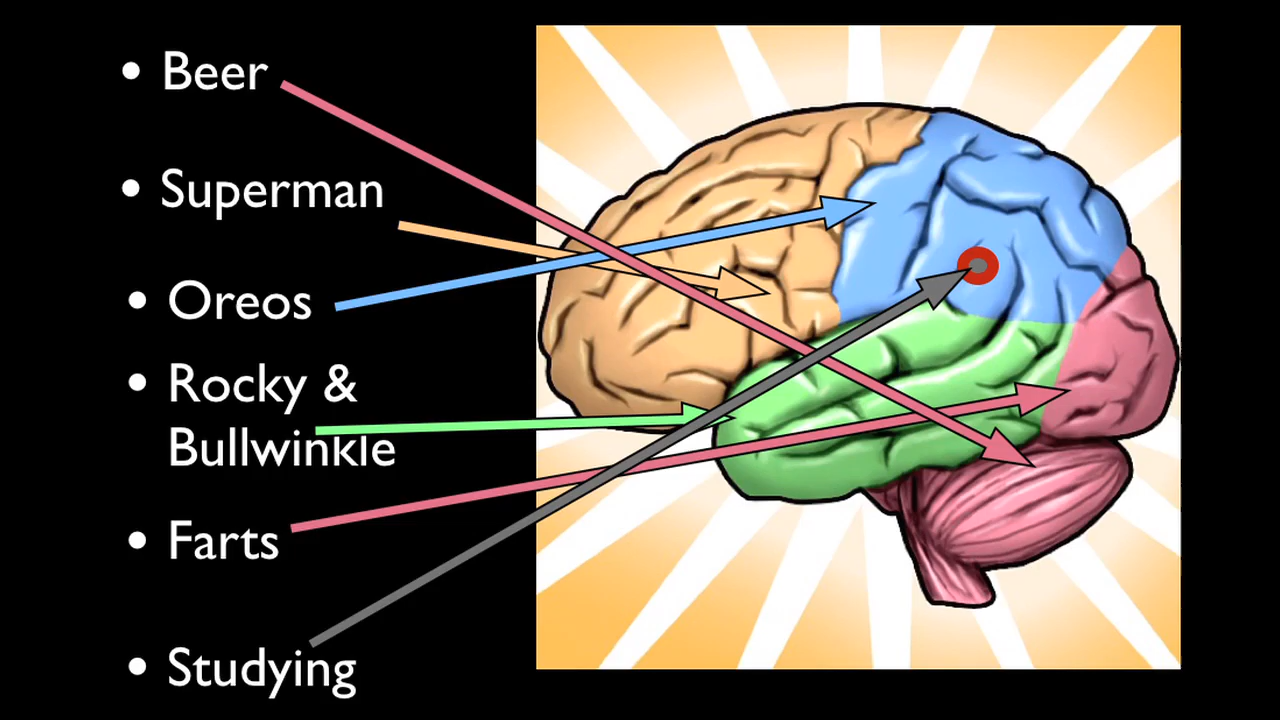 • Beer
• Superman
• Oreos
• Rocky &
Bullwinkle
• Farts
• Studying